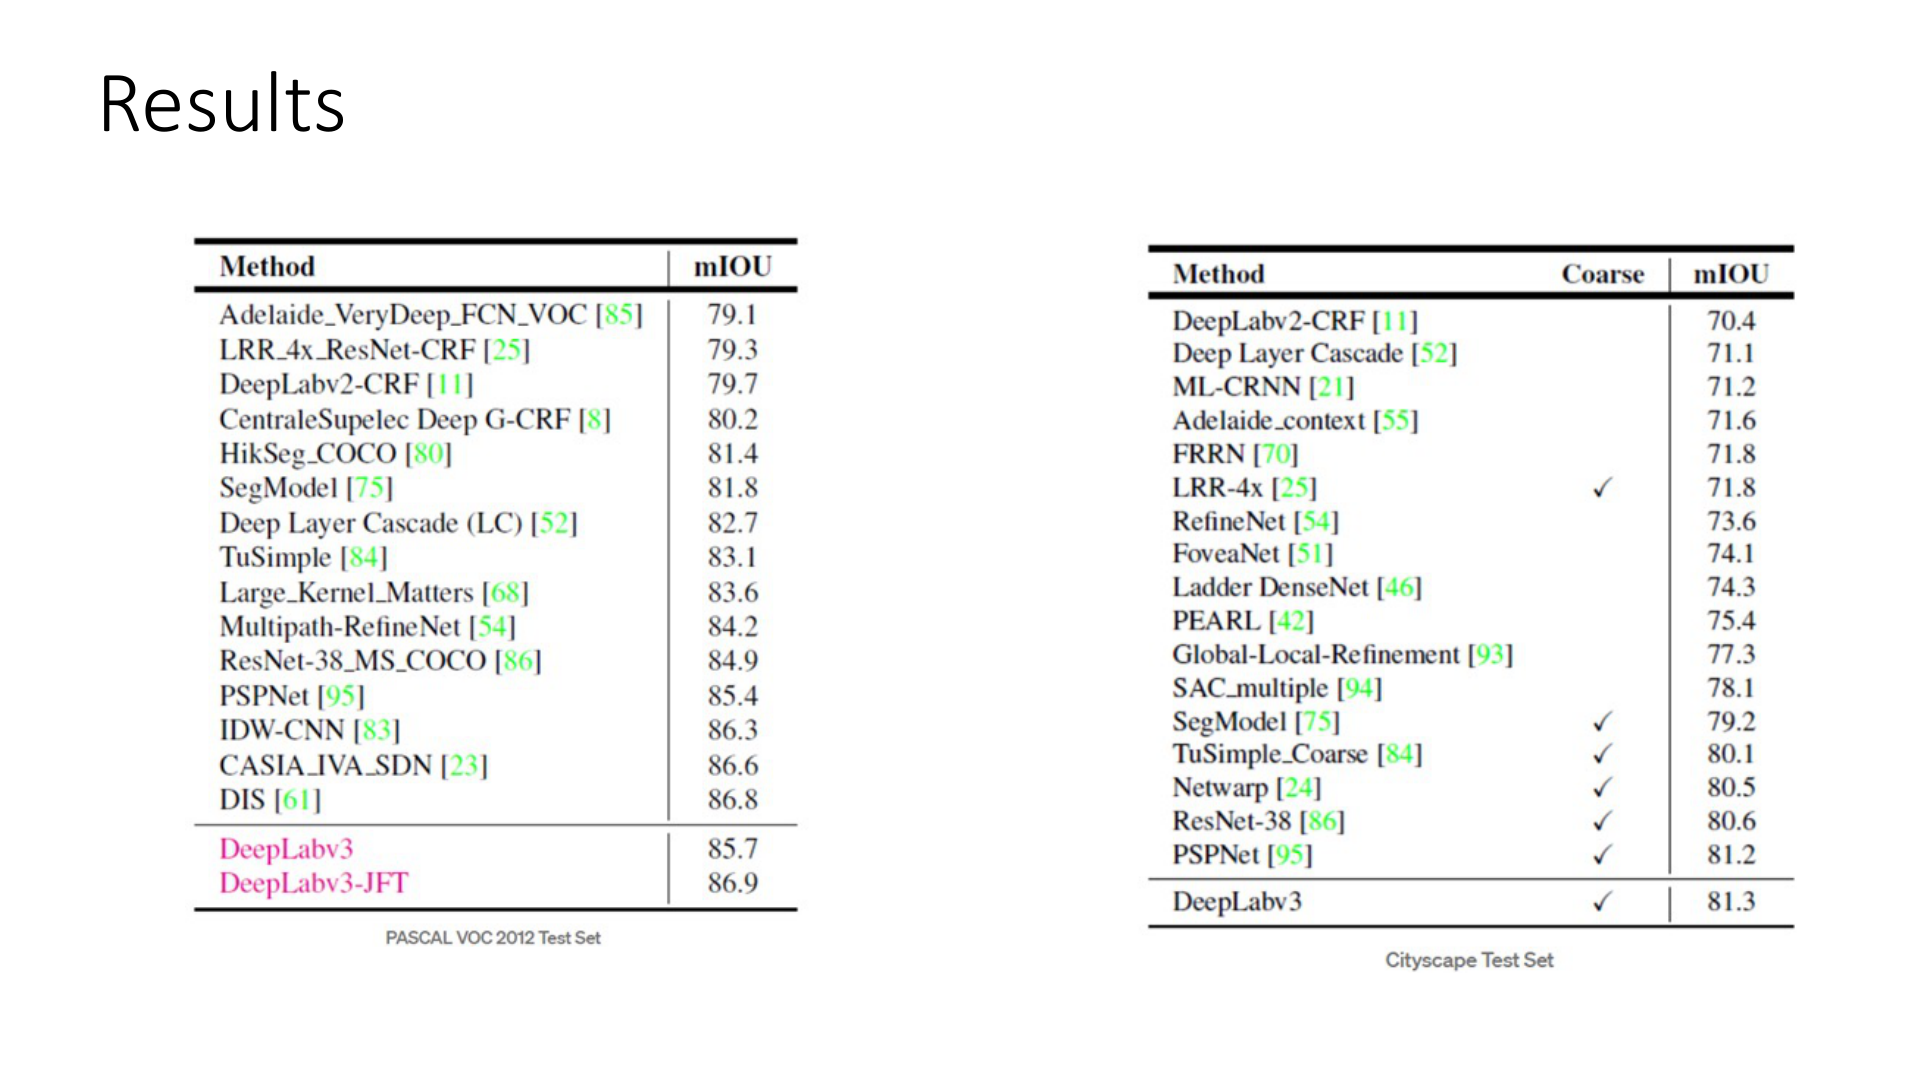 Results
Method mIOU
Adelaide_VeryDeep_FCN_VOC [85] 79.1
LRR_4x_ResNet-CRF [25] 79.3
DeepLabv2-CRF [11] 79.7
CentraleSupelec Deep G-CRF [8] 80.2
HikSeg_COCO [80] 81.4
SegModel [75] 81.8
Deep Layer Cascade (LC) [52] 82.7
TuSimple [84] 83.1
Large_Kernel_Matters [68] 83.6
Multipath-RefineNet [54] 84.2
ResNet-38_MS_COCO [86] 84.9
PSPNet [95] 85.4
IDW-CNN [83] 86.3
CASIA_IVA_SDN [23] 86.6
DIS [61] 86.8
DeepLabv3 85.7
DeepLabv3-JFT 86.9
PASCAL VOC 2012 Test Set
Method Coarse mIOU
DeepLabv2-CRF [11] 70.4
Deep Layer Cascade [52] 71.1
ML-CRNN [21] 71.2
Adelaide_context [55] 71.6
FRRN [70] 71.8
LRR-4x [25] ✓ 71.8
RefineNet [54] 73.6
FoveaNet [51] 74.1
Ladder DenseNet [46] 74.3
PEARL [42] 75.4
Global-Local-Refinement [93] 77.3
SAC_multiple [94] 78.1
SegModel [75] ✓ 79.2
TuSimple_Coarse [84] ✓ 80.1
Netwarp [24] ✓ 80.5
ResNet-38 [86] ✓ 80.6
PSPNet [95] ✓ 81.2
DeepLabv3 ✓ 81.3
Cityscape Test Set